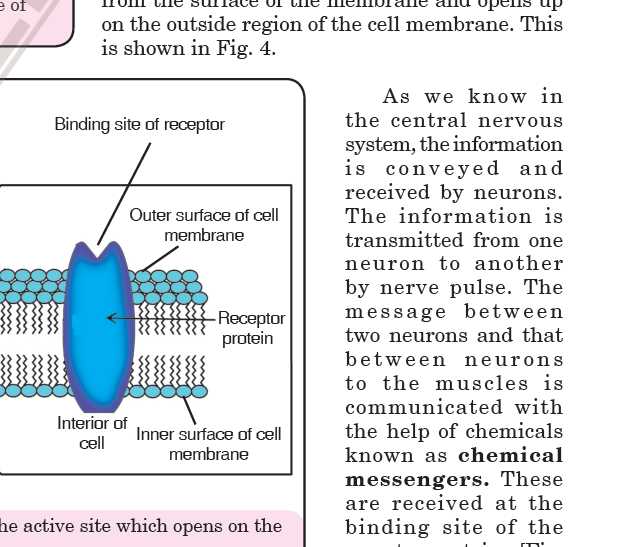 e of
from the surface of the membrane and opens up
on the outside region of the cell membrane. This
is shown in Fig. 4.
Binding site of receptor
Outer surface of cell
membrane
Receptor
protein
Interior of
cell
Inner surface of cell
membrane
he active site which opens on the
As we know in
the central nervous
system, the information
is conveyed and
received by neurons.
The information is
transmitted from one
neuron to another
by nerve pulse. The
message between
two neurons and that
between neurons
to the muscles is
communicated with
the help of chemicals
known as chemical
messengers. These
are received at the
binding site of the